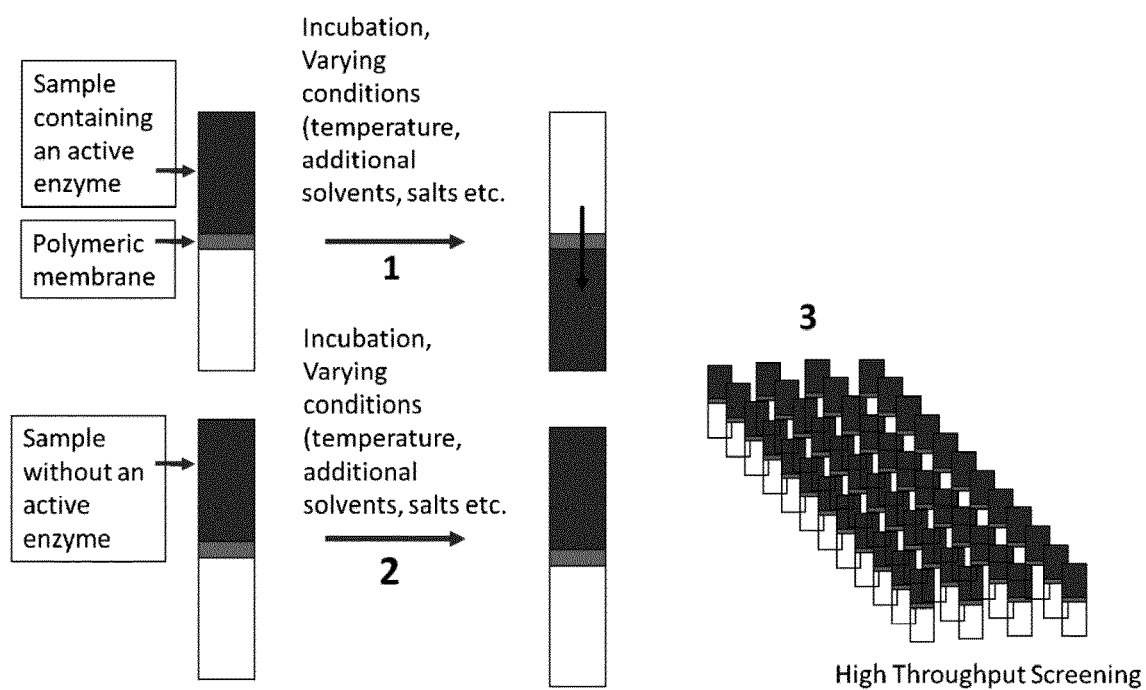 Sample
containing
an active
enzyme
Polymeric
membrane
Incubation,
Varying
conditions
(temperature,
additional
solvents, salts etc.
1
Sample
without an
active
enzyme
Incubation,
Varying
conditions
(temperature,
additional
solvents, salts etc.
2
3
High Throughput Screening